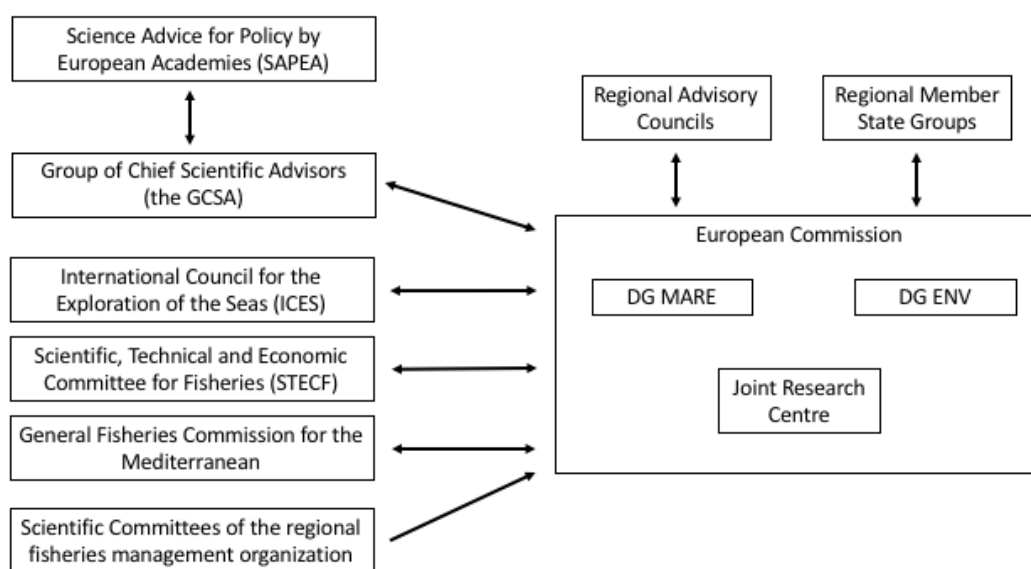 Science Advice for Policy by
European Academies (SAPEA)
Group of Chief Scientific Advisors
(the GCSA)
International Council for the
Exploration of the Seas (ICES)
Scientific, Technical and Economic
Committee for Fisheries (STECF)
General Fisheries Commission for the
Mediterranean
Scientific Committees of the regional
fisheries management organization
Regional Advisory
Councils
Regional Member
State Groups
European Commission
DG MARE
DG ENV
Joint Research
Centre